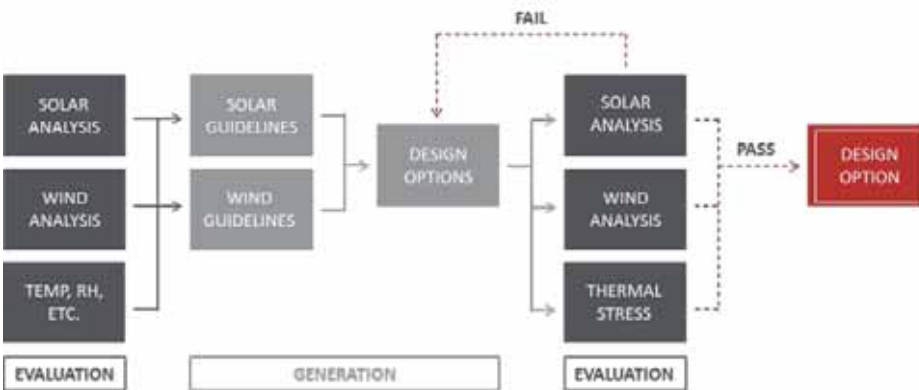 FAIL
SOLAR
ANALYSIS
SOLAR
GUIDELINES
DESIGN
OPTIONS
SOLAR
ANALYSIS
PASS
DESIGN
OPTION
WIND
ANALYSIS
WIND
GUIDELINES
WIND
ANALYSIS
TEMP, RH,
ETC.
THERMAL
STRESS
EVALUATION
GENERATION
EVALUATION